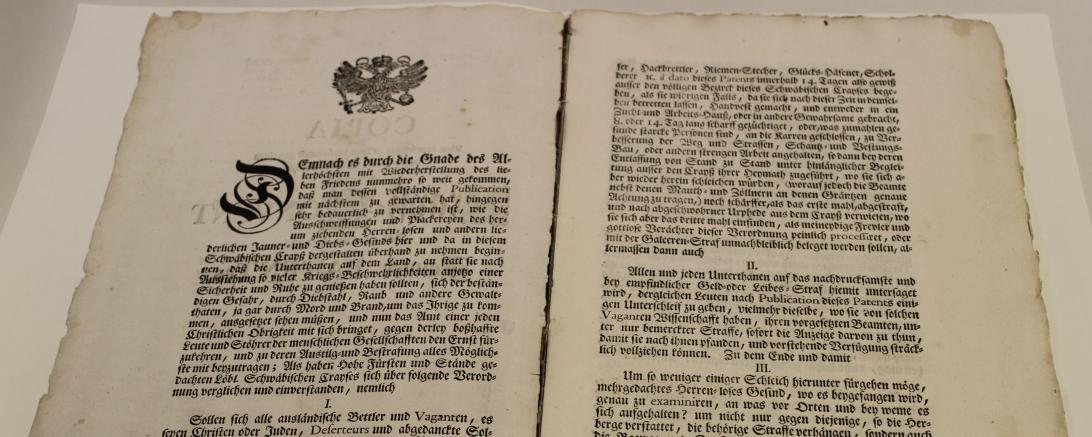 Demnach es durch die Gnade des Al-
lerhöchsten mit Wiederherstellung des lie-
ben Friedens nunmehro so weit gekommen,
daß man dessen vollständige Publication
mit nächstem zu gewarten hat, hingegen
sehr bedauerlich zu vernehmen ist, wie die
Ausschweiffungen und Plackereyen des her-
um ziehenden Herren-losen und andern lie-
derlichen Jauner- und Diebs-Gesinds hier und da in diesem
Schwäbischen Crayß dergestalten überhand zu nehmen begin-
nen, daß die Unterthanen auf dem Land, an statt sie nach
Ausstehung so vieler Kriegs-Beschwehrlichkeiten anjetzo einer
Sicherheit und Ruhe zu geniessen haben sollten, sich der bestän-
digen Gefahr, durch Diebstahl, Raub und andere Gewalt-
thaten, ja gar durch Mord und Brand, um das Ihrige zu kom-
men, ausgesetzet sehen müßen, und nun das Amt einer jeden
Christlichen Obrigkeit mit sich bringet, gegen derley boßhaffte
Leute und Stöhrer der menschlichen Gesellschafften den Ernst für-
zukehren, und zu deren Austilg- und Bestrafung alles Möglich-
ste mit beyzutragen; Als haben Hohe Fürsten und Stände ge-
dachten Löbl. Schwäbischen Crayses sich über folgende Verord-
nung verglichen und einverstanden, nemlich
I.
Sollen sich alle ausländische Bettler und Vaganten, es
seyen Christen oder Juden, Deserteurs und abgedanckte Sol-
ser, Hackbrettler, Riemen-Stecher, Glücks-Häfener, Schol-
derer &c. à dato dieses Patents innerhalb 14. Tagen also gewiß
ausser den völligen Bezirck dieses Schwäbischen Crayses bege-
ben, als sie widrigen Falls, da sie sich nach dieser Zeit in demsel-
ben betretten lassen, Handvest gemacht, und entweder in ein
Zucht- und Arbeits-Hauß, oder in andere Gewahrsame gebracht,
8. oder 14. Tag lang scharff gezüchtiget, oder, was zumahlen ge-
sunde starcke Personen sind, an die Karren geschlossen, zu Ver-
besserung der Weg und Strassen, Schantz- und Vestungs-
Bau, oder andern strengen Arbeit angehalten, so dann bey deren
Entlassung von Stand zu Stand unter hinlänglicher Beglei-
tung ausser den Crayß ihrer Heymath zugeführt, wo sie sich a-
ber wieder herein schleichen würden, (worauf jedoch die Beamte
nebst denen Mauth- und Zöllnern an denen Gräntzen genaue
Achtung zu tragen,) noch schärffer, als das erste mahl, abgestrafft,
und nach abgeschwohrner Urphede aus dem Crayß verwiesen, wo
sie sich aber das dritte mahl einfinden, als meineydige Frevler und
gottlose Verächter dieser Verordnung peinlich processiret, oder
mit der Galeeren-Straf unnachbleiblich beleget werden sollen, al-
lermassen dann auch
II.
Allen und jeden Unterthanen auf das nachdrucksamste und
bey empfindlicher Geld- oder Leibes-Straf hiemit untersaget
wird, dergleichen Leuten nach Publication dieses Patents eini-
gen Unterschleif zu geben, vielmehr dieselbe, wo sie von solchen
Vaganten Wissenschafft haben, ihren vorgesetzten Beamten, un-
ter nur bemerckter Straffe, sofort die Anzeige davon zu thun,
damit sie nach ihnen pfanden, und vorstehende Verfügung sträck-
lich vollziehen können. Zu dem Ende und damit
III.
Um so weniger einiger Schleich hierunter fürgehen möge,
mehrgedachtes Herren-loses Gesind, wo es beygefangen wird,
genau zu examiniren, an was vor Orten und bey weme es
sich aufgehalten? um nicht nur gegen diejenige, so die Her-
berge verstattet, die behörige Straffe verhängen, sondern auch